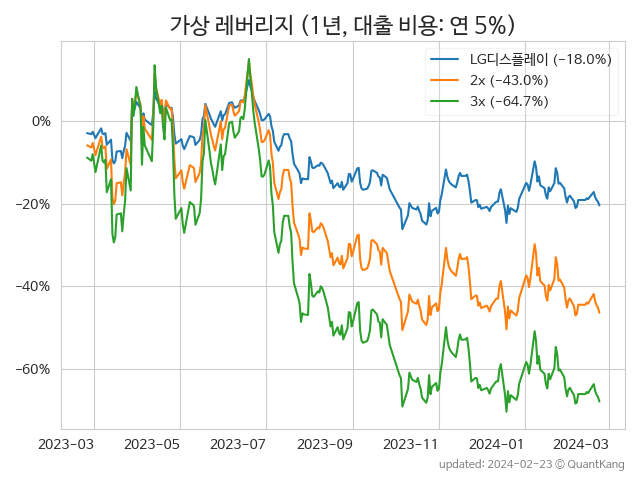 가상 레버리지 (1년, 대출 비용: 연 5%)
LG디스플레이 (−18.0%)
2x (−43.0%)
3x (−64.7%)
0%
−20%
−40%
−60%
2023-03 2023-05 2023-07 2023-09 2023-11 2024-01 2024-03
updated: 2024-02-23 © QuantKang